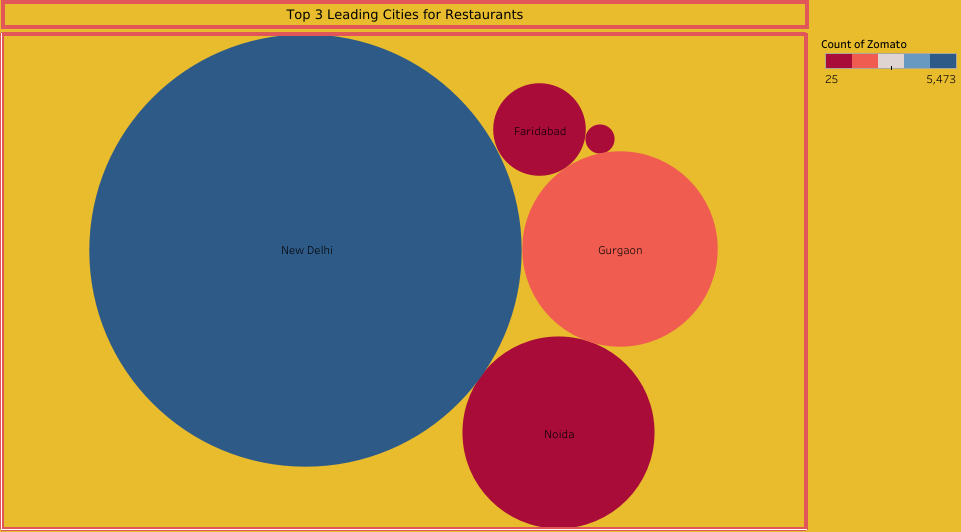 Top 3 Leading Cities for Restaurants
Count of Zomato
25 5,473
Faridabad
New Delhi
Gurgaon
Noida